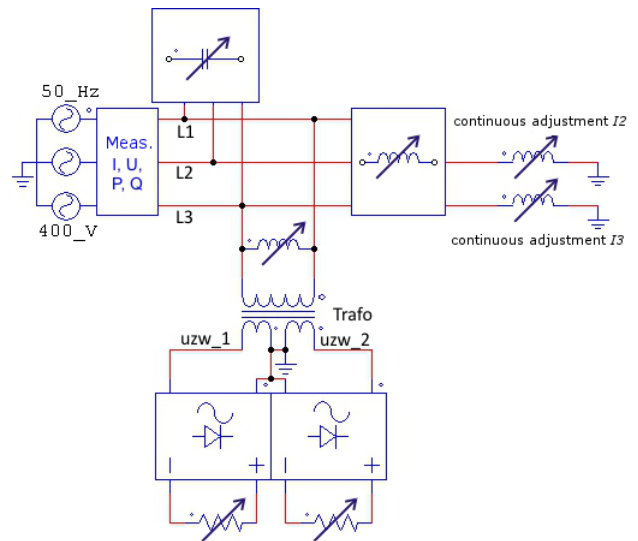 50_Hz
Meas.
I, U,
P, Q
400_V
L1
L2
L3
continuous adjustment I2
continuous adjustment I3
Trafo
uzw_1
uzw_2